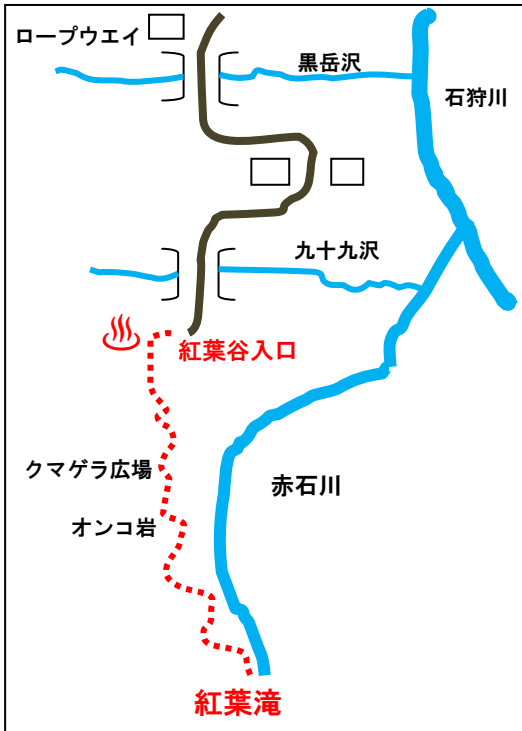 ロープウエイ
黒岳沢
石狩川
九十九沢
紅葉谷入口
クマゲラ広場
赤石川
オンコ岩
紅葉滝